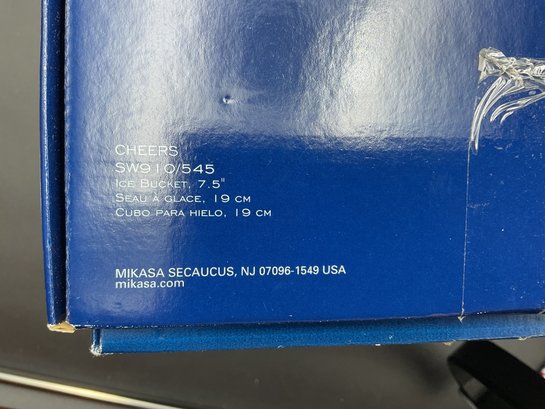 CHEERS
SW910/545
ICE BUCKET, 7.5"
SEAU À GLACE, 19 CM
CUBO PARA HIELO, 19 CM
MIKASA SECAUCUS, NJ 07096-1549 USA
mikasa.com